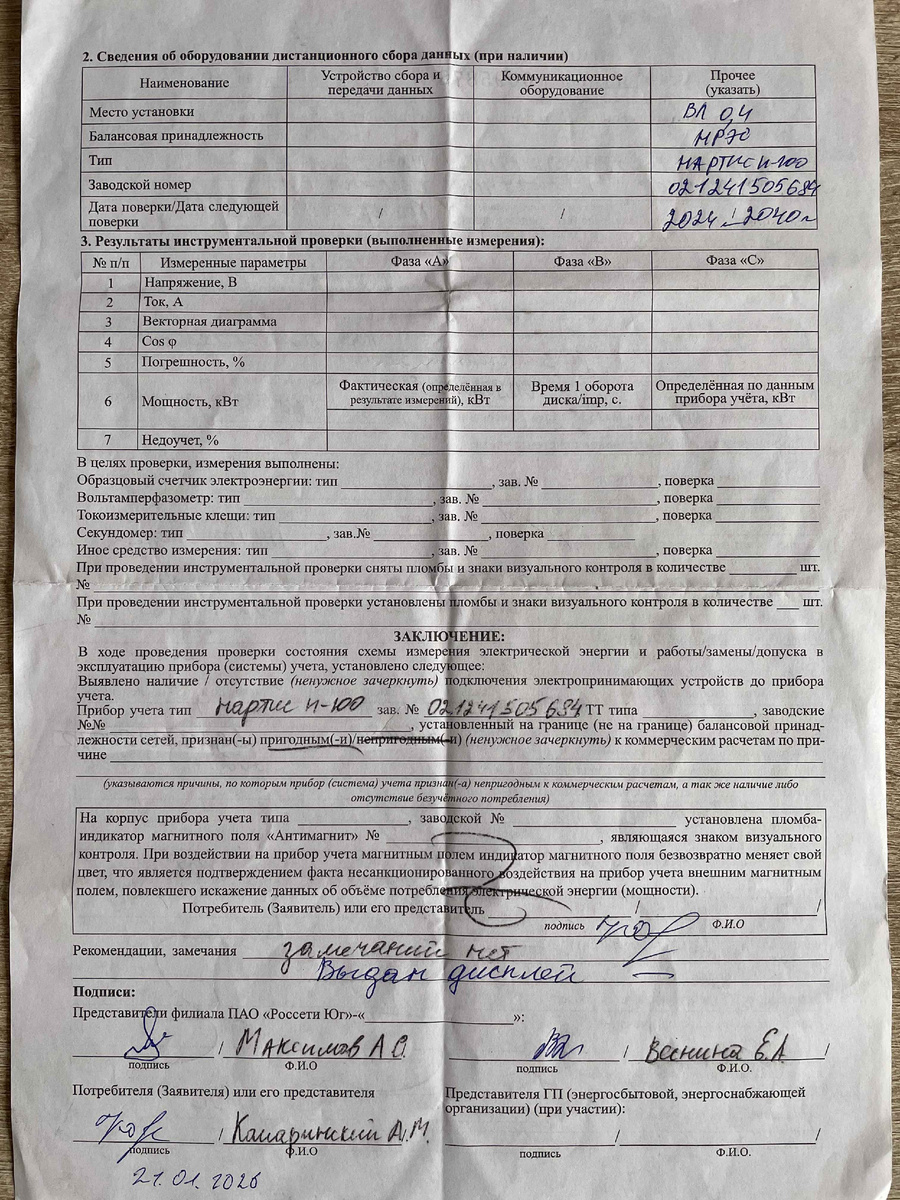 2. Сведения об оборудовании дистанционного сбора данных (при наличии)
Наименование Устройство сбора и передачи данных Коммуникационное оборудование Прочее (указать)
Место установки ВЛ 0,4
Балансовая принадлежность МРЭС
Тип НАРТИС И-100
Заводской номер 021241505684
Дата поверки/Дата следующей поверки / / 2024 / 2040г
3. Результаты инструментальной проверки (выполненные измерения):
№ п/п Измеренные параметры Фаза «А» Фаза «В» Фаза «С»
1 Напряжение, В
2 Ток, А
3 Векторная диаграмма
4 Cos φ
5 Погрешность, %
6 Мощность, кВт Фактическая (определённая в результате измерений), кВт Время 1 оборота диска/imp, с. Определённая по данным прибора учёта, кВт
7 Недоучет, %
В целях проверки, измерения выполнены:
Образцовый счетчик электроэнергии: тип , зав. № , поверка
Вольтамперфазометр: тип , зав. № , поверка
Токоизмерительные клещи: тип , зав. № , поверка
Секундомер: тип , зав.№ , поверка
Иное средство измерения: тип , зав. № , поверка
При проведении инструментальной проверки сняты пломбы и знаки визуального контроля в количестве шт.
№
При проведении инструментальной проверки установлены пломбы и знаки визуального контроля в количестве шт.
№
ЗАКЛЮЧЕНИЕ:
В ходе проведения проверки состояния схемы измерения электрической энергии и работы/замены/допуска в
эксплуатацию прибора (системы) учета, установлено следующее:
Выявлено наличие / отсутствие (ненужное зачеркнуть) подключения электропринимающих устройств до прибора
учета.
Прибор учета тип нартис и-100 зав. № 021241505684 ТТ типа , заводские
№№ , установленный на границе (не на границе) балансовой принад-
лежности сетей, признан(-ы) пригодным(-и)/непригодным(-и) (ненужное зачеркнуть) к коммерческим расчетам по при-
чине
(указываются причины, по которым прибор (система) учета признан(-а) непригодным к коммерческим расчетам, а так же наличие либо
отсутствие безучётного потребления)
На корпус прибора учета типа , заводской № установлена пломба-
индикатор магнитного поля «Антимагнит» № , являющаяся знаком визуального
контроля. При воздействии на прибор учета магнитным полем индикатор магнитного поля безвозвратно меняет свой
цвет, что является подтверждением факта несанкционированного воздействия на прибор учета внешним магнитным
полем, повлекшего искажение данных об объёме потребления электрической энергии (мощности).
Потребитель (Заявитель) или его представитель / /
подпись Ф.И.О
Рекомендации, замечания замечаний нет
Выдан дисплей
Подписи:
Представители филиала ПАО «Россети Юг»-« »:
/ Максимов А О. / Веснина Е.А /
подпись Ф.И.О подпись Ф.И.О.
Потребителя (Заявителя) или его представителя Представителя ГП (энергосбытовой, энергоснабжающей
организации) (при участии):
/ А.М. / /
подпись Ф.И.О подпись Ф.И.О.
21.01.2026